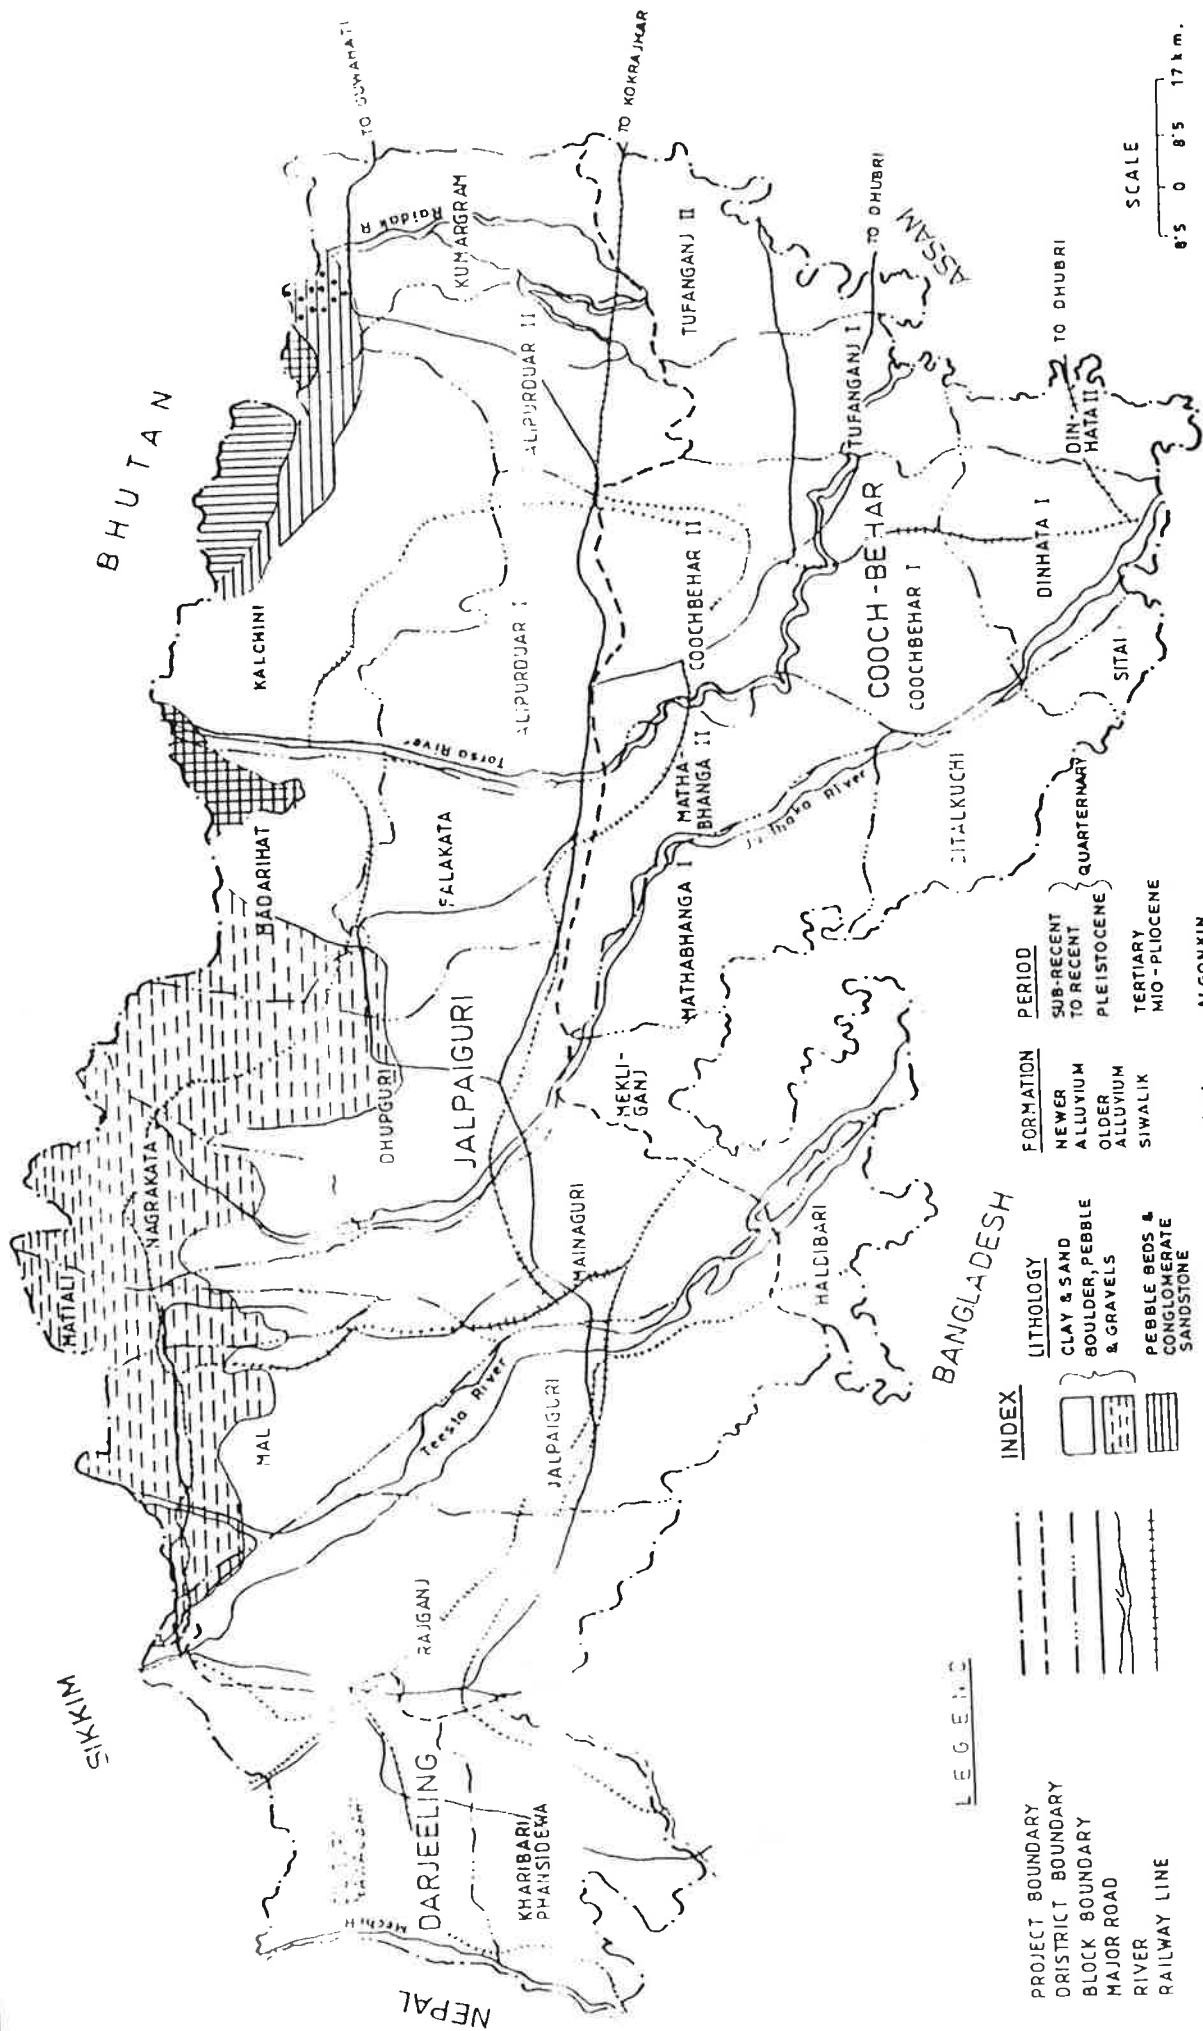 SIKKIM
BHUTAN
NEPAL
BANGLADESH
ASSAM
TO GUWAHATI
TO KOKRAJHAR
TO DHUBRI
TO DHUBRI
DARJEELING
JALPAIGURI
COOCH-BEHAR
Mechi R
KHARIBARI
PHANSIDEWA
RAJGANJ
JALPAIGURI
MAL
MATIALI
NAGRAKATA
Teesta River
MAINAGURI
DHUPGURI
MEKLI-
GANJ
HALDIBARI
MADARIHAT
FALAKATA
MATHABHANGA I
MATHA-
BHANGA II
SITALKUCHI
Torsa River
KALCHINI
ALIPURDUAR I
ALIPURDUAR II
KUMARGRAM
Raidak R
COOCHBEHAR II
COOCHBEHAR I
TUFANGANJ II
TUFANGANJ I
DINHATA I
DIN-
HATA II
SITAI
SCALE
8'5 0 8'5 17 km.
LEGEND
PROJECT BOUNDARY
DRISTRICT BOUNDARY
BLOCK BOUNDARY
MAJOR ROAD
RIVER
RAILWAY LINE
INDEX
LITHOLOGY
CLAY & SAND
BOULDER, PEBBLE
& GRAVELS
PEBBLE BEDS &
CONGLOMERATE
SANDSTONE
FORMATION
NEWER
ALLUVIUM
OLDER
ALLUVIUM
SIWALIK
PERIOD
SUB-RECENT
TO RECENT
PLEISTOCENE
QUARTERNARY
TERTIARY
MIO-PLIOCENE